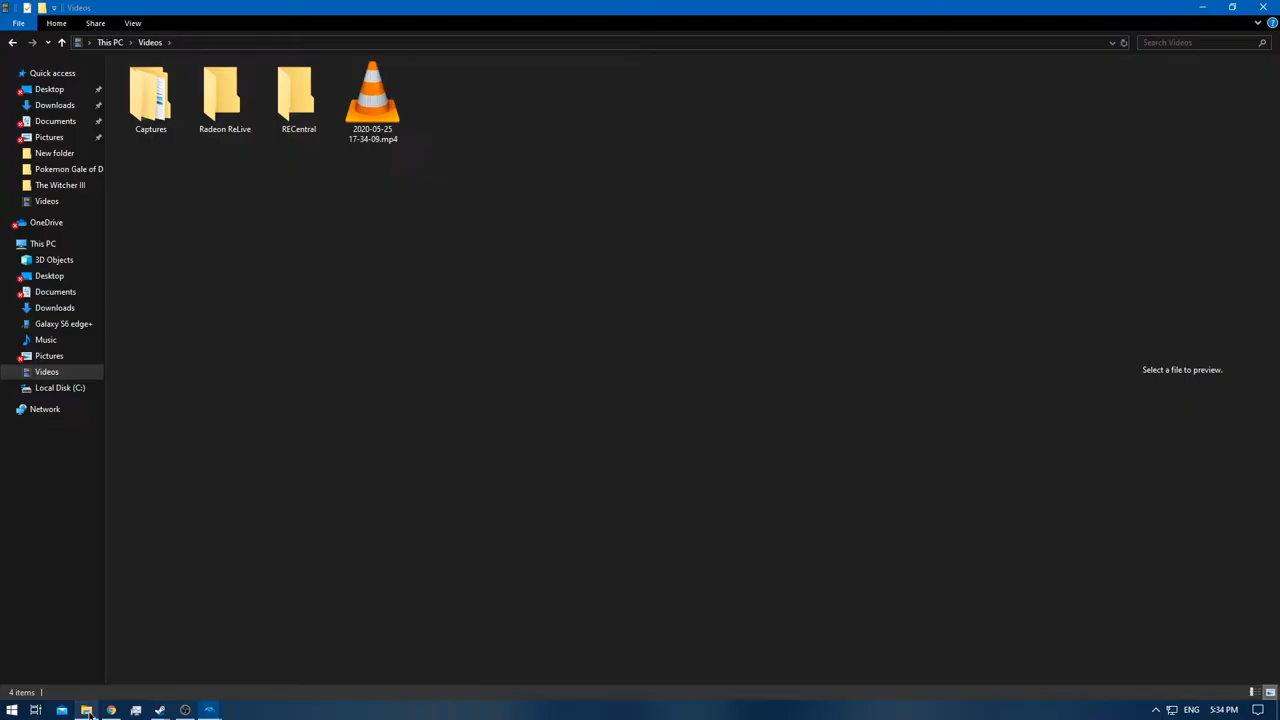 Videos
File
Home
Share
View
This PC
Videos
Search Videos
Quick access
Desktop
Downloads
Documents
Pictures
New folder
Pokemon Gale of D
The Witcher III
Videos
OneDrive
This PC
3D Objects
Desktop
Documents
Downloads
Galaxy S6 edge+
Music
Pictures
Videos
Local Disk (C:)
Network
Captures
Radeon ReLive
RECentral
2020-05-25
17-34-09.mp4
Select a file to preview.
4 items
ENG
5:34 PM